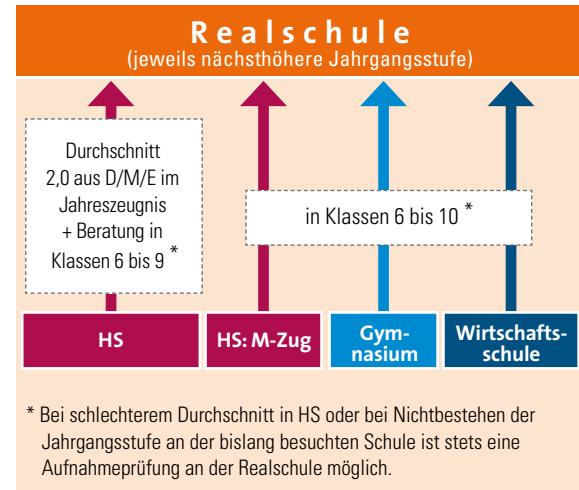 Realschule
(jeweils nächsthöhere Jahrgangsstufe)
Durchschnitt
2,0 aus D/M/E im
Jahreszeugnis
+ Beratung in
Klassen 6 bis 9 *
in Klassen 6 bis 10 *
HS
HS: M-Zug
Gym-
nasium
Wirtschafts-
schule
* Bei schlechterem Durchschnitt in HS oder bei Nichtbestehen der
Jahrgangsstufe an der bislang besuchten Schule ist stets eine
Aufnahmeprüfung an der Realschule möglich.